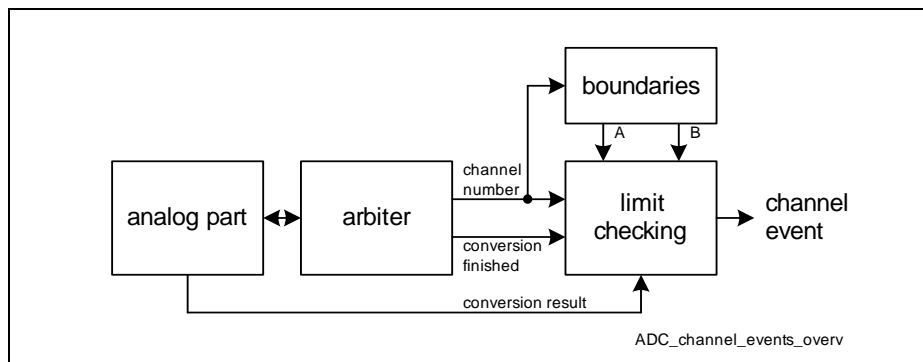 boundaries
A
B
channel
number
analog part
arbiter
limit
checking
channel
event
conversion
finished
conversion result
ADC_channel_events_overv